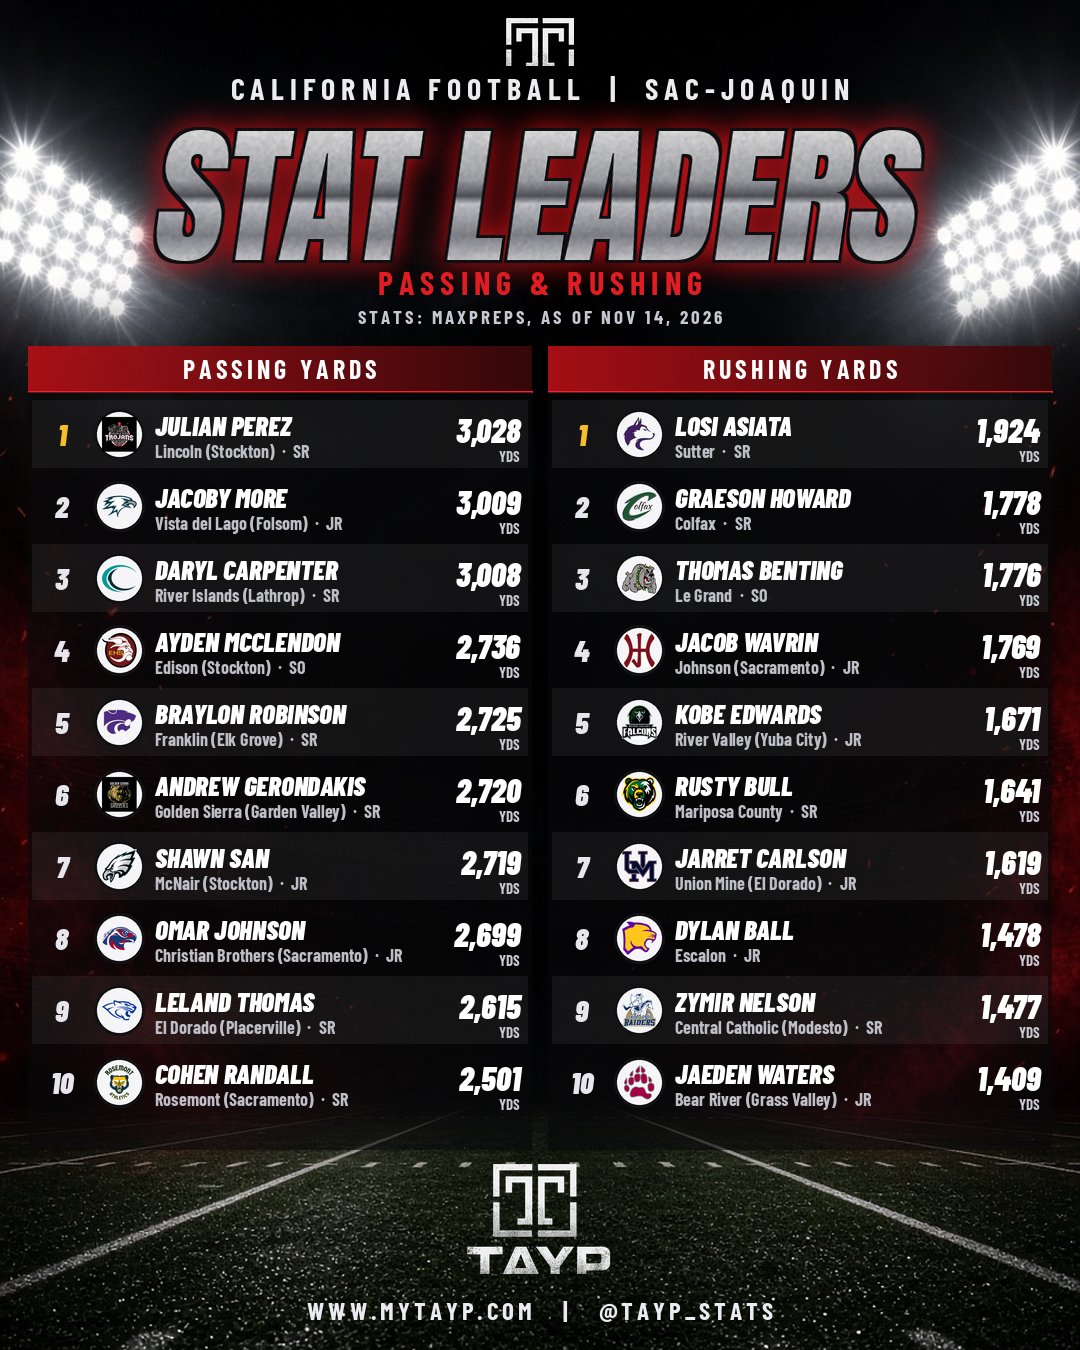 CALIFORNIA FOOTBALL | SAC-JOAQUIN
STAT LEADERS
PASSING & RUSHING
STATS: MAXPREPS, AS OF NOV 14, 2026
PASSING YARDS
1 TROJANS JULIAN PEREZ 3,028
Lincoln (Stockton) · SR YDS
2 JACOBY MORE 3,009
Vista del Lago (Folsom) · JR YDS
3 DARYL CARPENTER 3,008
River Islands (Lathrop) · SR YDS
4 EHS AYDEN MCCLENDON 2,736
Edison (Stockton) · SO YDS
5 BRAYLON ROBINSON 2,725
Franklin (Elk Grove) · SR YDS
6 ANDREW GERONDAKIS 2,720
Golden Sierra (Garden Valley) · SR YDS
7 SHAWN SAN 2,719
McNair (Stockton) · JR YDS
8 OMAR JOHNSON 2,699
Christian Brothers (Sacramento) · JR YDS
9 LELAND THOMAS 2,615
El Dorado (Placerville) · SR YDS
10 ROSEMONT ATHLETICS COHEN RANDALL 2,501
Rosemont (Sacramento) · SR YDS
RUSHING YARDS
1 LOSI ASIATA 1,924
Sutter · SR YDS
2 Colfax GRAESON HOWARD 1,778
Colfax · SR YDS
3 THOMAS BENTING 1,776
Le Grand · SO YDS
4 JACOB WAVRIN 1,769
Johnson (Sacramento) · JR YDS
5 FALCONS KOBE EDWARDS 1,671
River Valley (Yuba City) · JR YDS
6 RUSTY BULL 1,641
Mariposa County · SR YDS
7 UM JARRET CARLSON 1,619
Union Mine (El Dorado) · JR YDS
8 DYLAN BALL 1,478
Escalon · JR YDS
9 RAIDERS ZYMIR NELSON 1,477
Central Catholic (Modesto) · SR YDS
10 JAEDEN WATERS 1,409
Bear River (Grass Valley) · JR YDS
TAYP
WWW.MYTAYP.COM | @TAYP_STATS